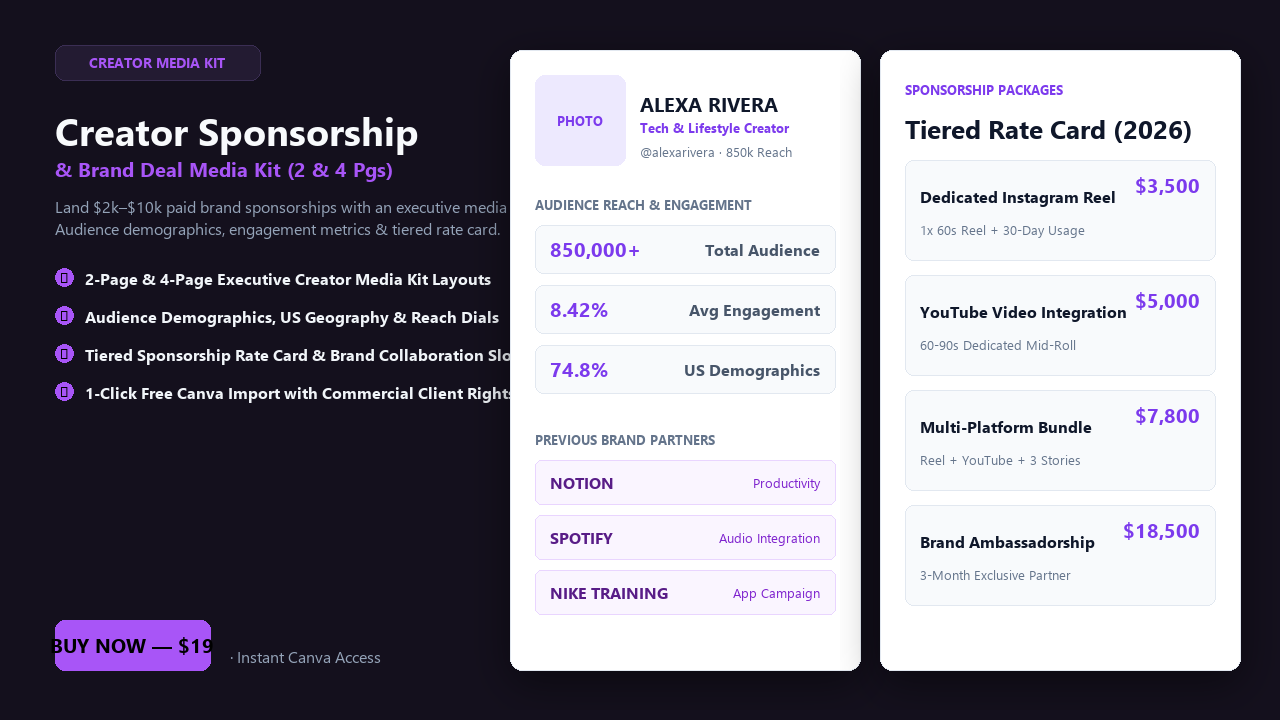 CREATOR MEDIA KIT
Creator Sponsorship
& Brand Deal Media Kit (2 & 4 Pgs)
Land $2k–$10k paid brand sponsorships with an executive media
Audience demographics, engagement metrics & tiered rate card.
2-Page & 4-Page Executive Creator Media Kit Layouts
Audience Demographics, US Geography & Reach Dials
Tiered Sponsorship Rate Card & Brand Collaboration
1-Click Free Canva Import with Commercial Client Rights
BUY NOW — $19
· Instant Canva Access
PHOTO
ALEXA RIVERA
Tech & Lifestyle Creator
@alexarivera · 850k Reach
AUDIENCE REACH & ENGAGEMENT
850,000+ Total Audience
8.42% Avg Engagement
74.8% US Demographics
PREVIOUS BRAND PARTNERS
NOTION Productivity
SPOTIFY Audio Integration
NIKE TRAINING App Campaign
SPONSORSHIP PACKAGES
Tiered Rate Card (2026)
Dedicated Instagram Reel $3,500
1x 60s Reel + 30-Day Usage
YouTube Video Integration $5,000
60-90s Dedicated Mid-Roll
Multi-Platform Bundle $7,800
Reel + YouTube + 3 Stories
Brand Ambassadorship $18,500
3-Month Exclusive Partner